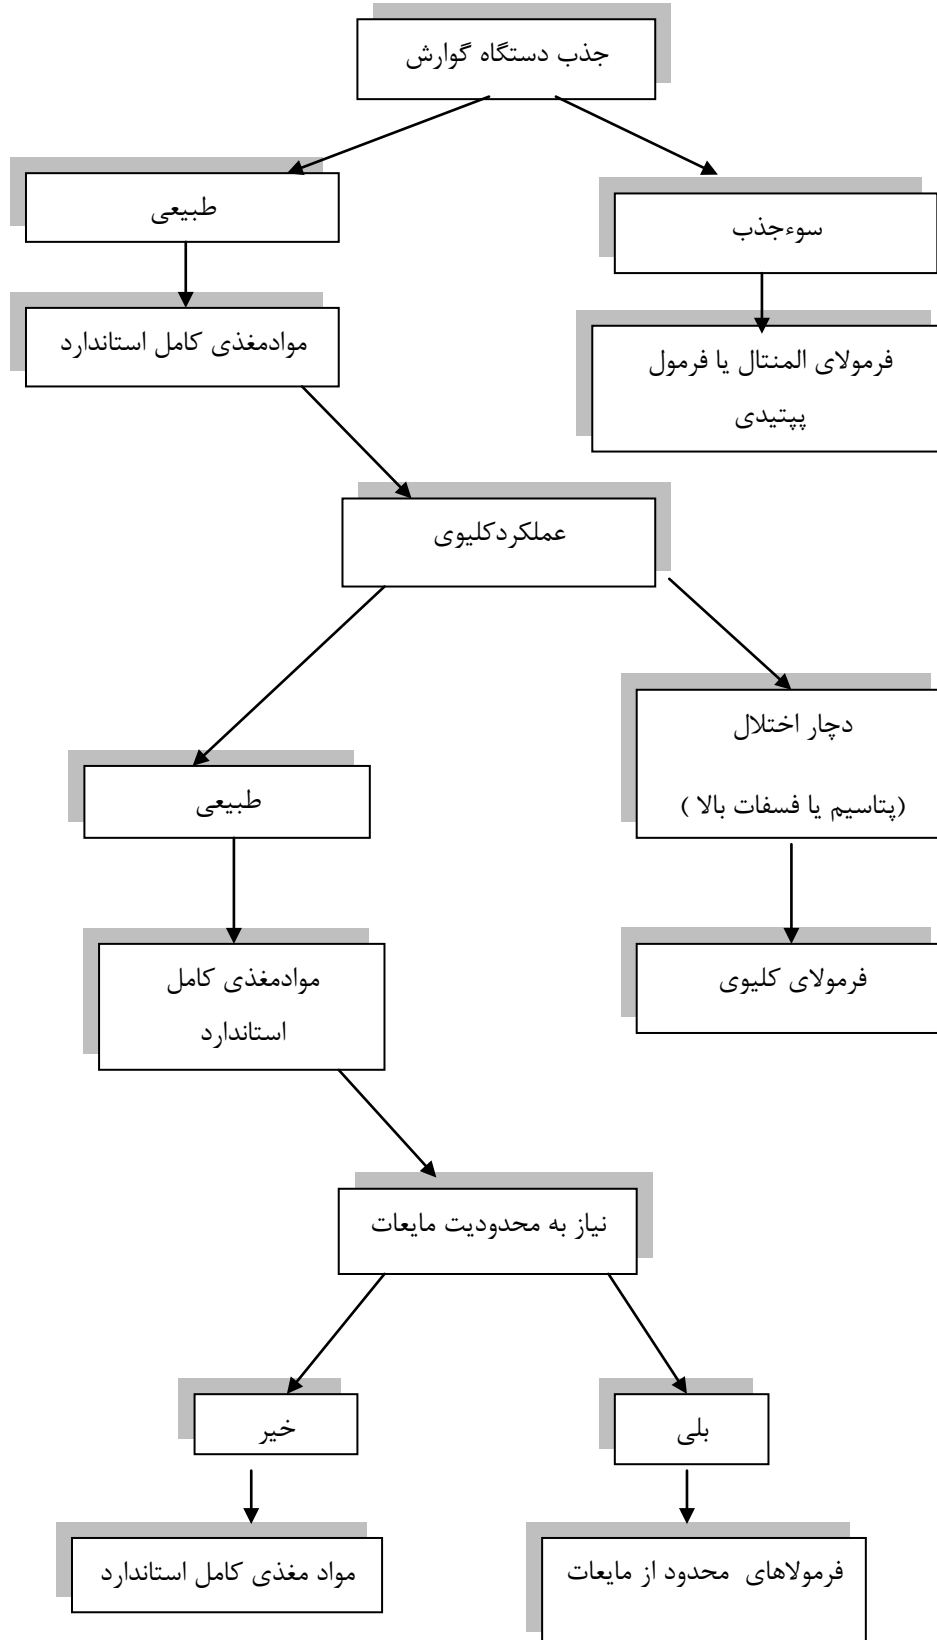 جذب دستگاه گوارش
طبیعی
سوءجذب
موادمغذی کامل استاندارد
فرمولای المنتال یا فرمول
پپتیدی
عملکردکلیوی
دچار اختلال
(پتاسیم یا فسفات بالا )
طبیعی
فرمولای کلیوی
موادمغذی کامل
استاندارد
نیاز به محدودیت مایعات
خیر
بلی
مواد مغذی کامل استاندارد
فرمولاهای محدود از مایعات